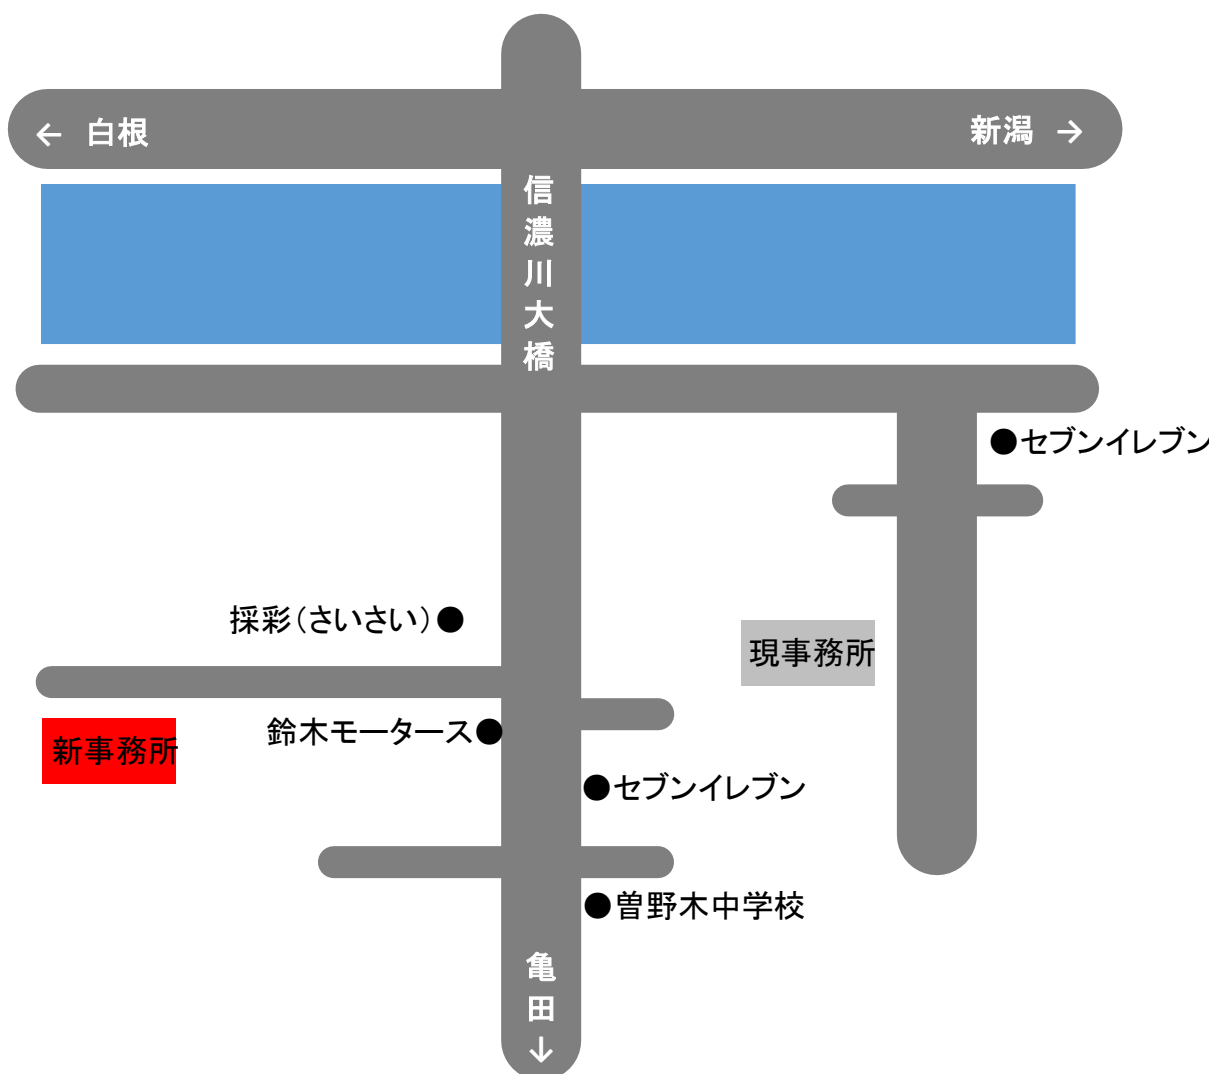 ← 白根
新潟 →
信濃川大橋
●セブンイレブン
採彩（さいさい）●
現事務所
鈴木モータース●
新事務所
●セブンイレブン
●曽野木中学校
亀田↓